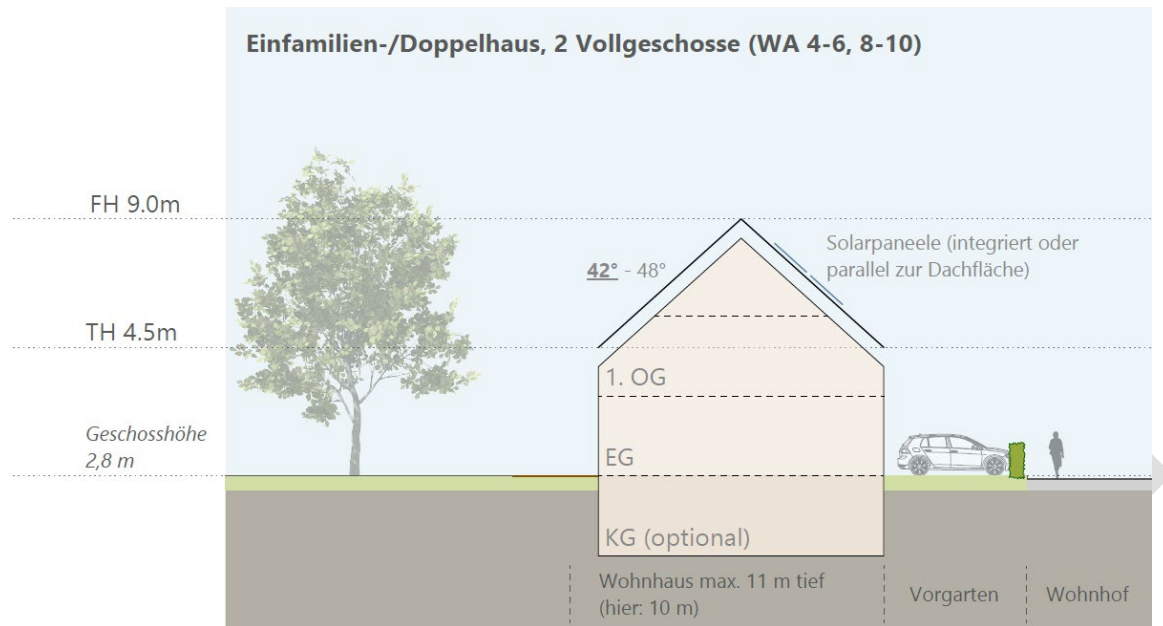 Einfamilien-/Doppelhaus, 2 Vollgeschosse (WA 4-6, 8-10)
FH 9.0m
Solarpaneele (integriert oder
parallel zur Dachfläche)
42° - 48°
TH 4.5m
1. OG
Geschosshöhe
2,8 m
EG
KG (optional)
Wohnhaus max. 11 m tief
(hier: 10 m)
Vorgarten
Wohnhof